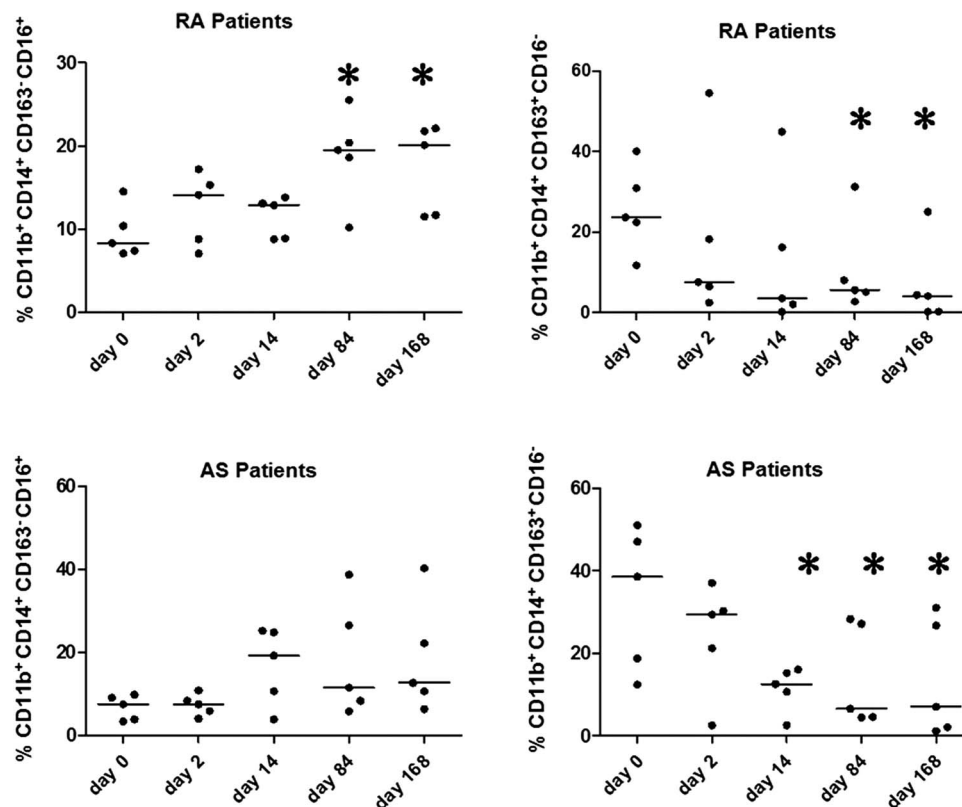 RA Patients
% CD11b⁺ CD14⁺ CD163⁻CD16⁺
30
20
10
0
* *
day 0 day 2 day 14 day 84 day 168
RA Patients
% CD11b⁺ CD14⁺ CD163⁺ CD16⁻
60
40
20
0
* *
day 0 day 2 day 14 day 84 day 168
AS Patients
% CD11b⁺ CD14⁺ CD163⁻CD16⁺
60
40
20
0
day 0 day 2 day 14 day 84 day 168
AS Patients
% CD11b⁺ CD14⁺ CD163⁺ CD16⁻
60
40
20
0
* * *
day 0 day 2 day 14 day 84 day 168